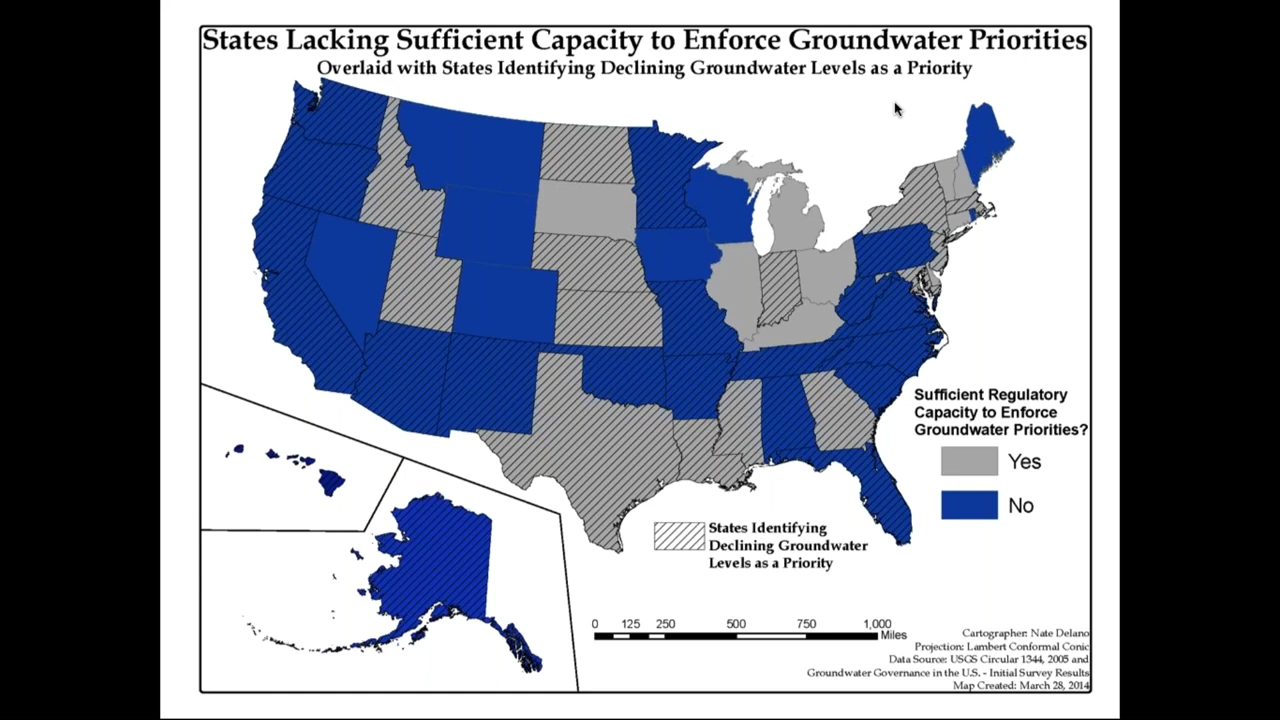 States Lacking Sufficient Capacity to Enforce Groundwater Priorities
Overlaid with States Identifying Declining Groundwater Levels as a Priority
Sufficient Regulatory
Capacity to Enforce
Groundwater Priorities?
Yes
No
States Identifying
Declining Groundwater
Levels as a Priority
0 125 250 500 750 1,000
Miles
Cartographer: Nate Delano
Projection: Lambert Conformal Conic
Data Source: USGS Circular 1344, 2005 and
Groundwater Governance in the U.S. - Initial Survey Results
Map Created: March 28, 2014